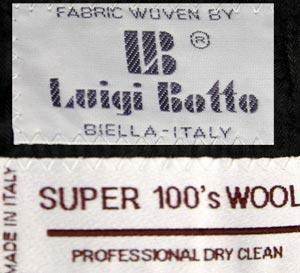 FABRIC WOVEN BY
LB ®
Luigi Botto
BIELLA-ITALY
MADE IN ITALY
SUPER 100's WOOL
PROFESSIONAL DRY CLEAN